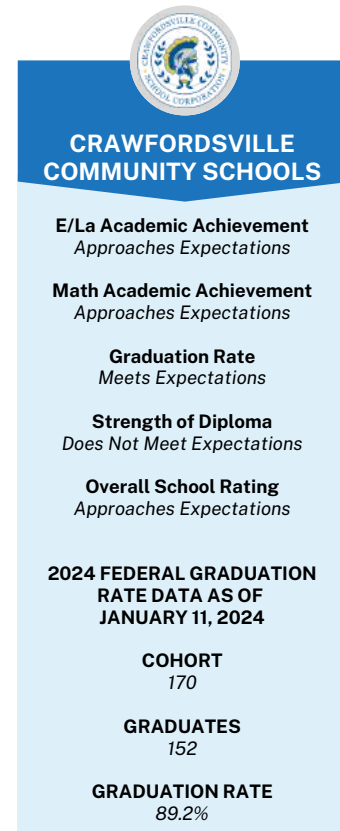 CRAWFORDSVILLE COMMUNITY
SCHOOL CORPORATION
CRAWFORDSVILLE
COMMUNITY SCHOOLS
E/La Academic Achievement
Approaches Expectations
Math Academic Achievement
Approaches Expectations
Graduation Rate
Meets Expectations
Strength of Diploma
Does Not Meet Expectations
Overall School Rating
Approaches Expectations
2024 FEDERAL GRADUATION
RATE DATA AS OF
JANUARY 11, 2024
COHORT
170
GRADUATES
152
GRADUATION RATE
89.2%